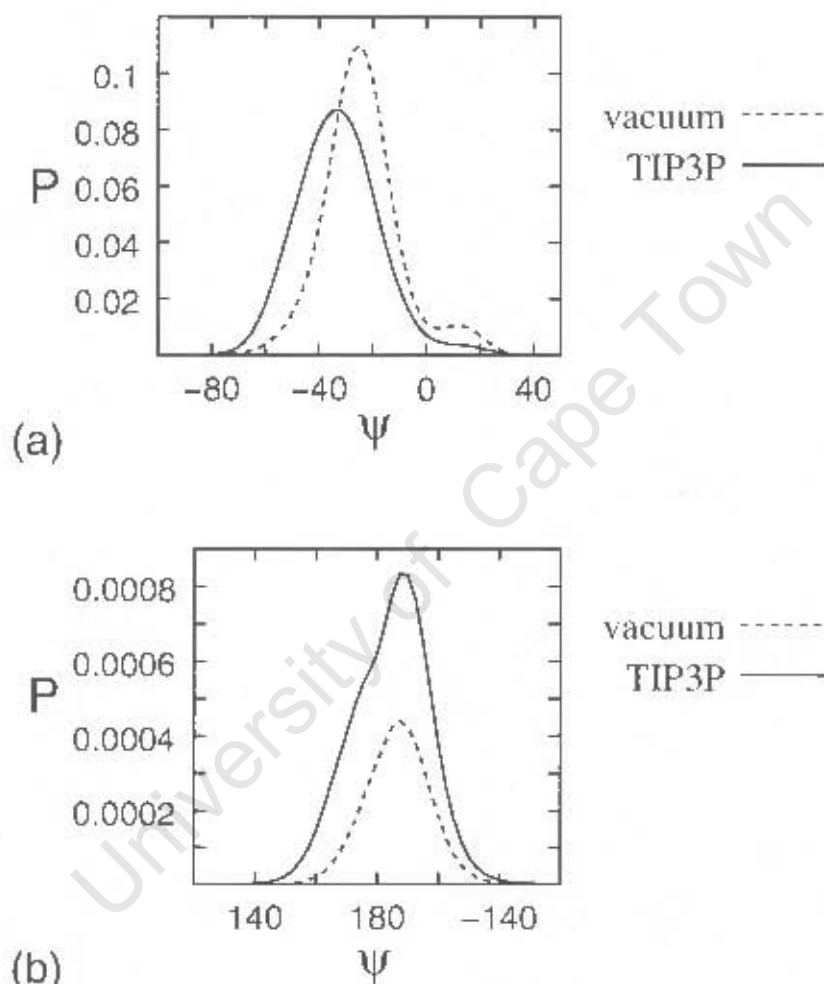 0.1
0.08
P 0.06
0.04
0.02
−80 −40 0 40
ψ
(a)
vacuum
TIP3P
0.0008
0.0006
P
0.0004
0.0002
140 180 −140
ψ
(b)
vacuum
TIP3P
University of Cape Town